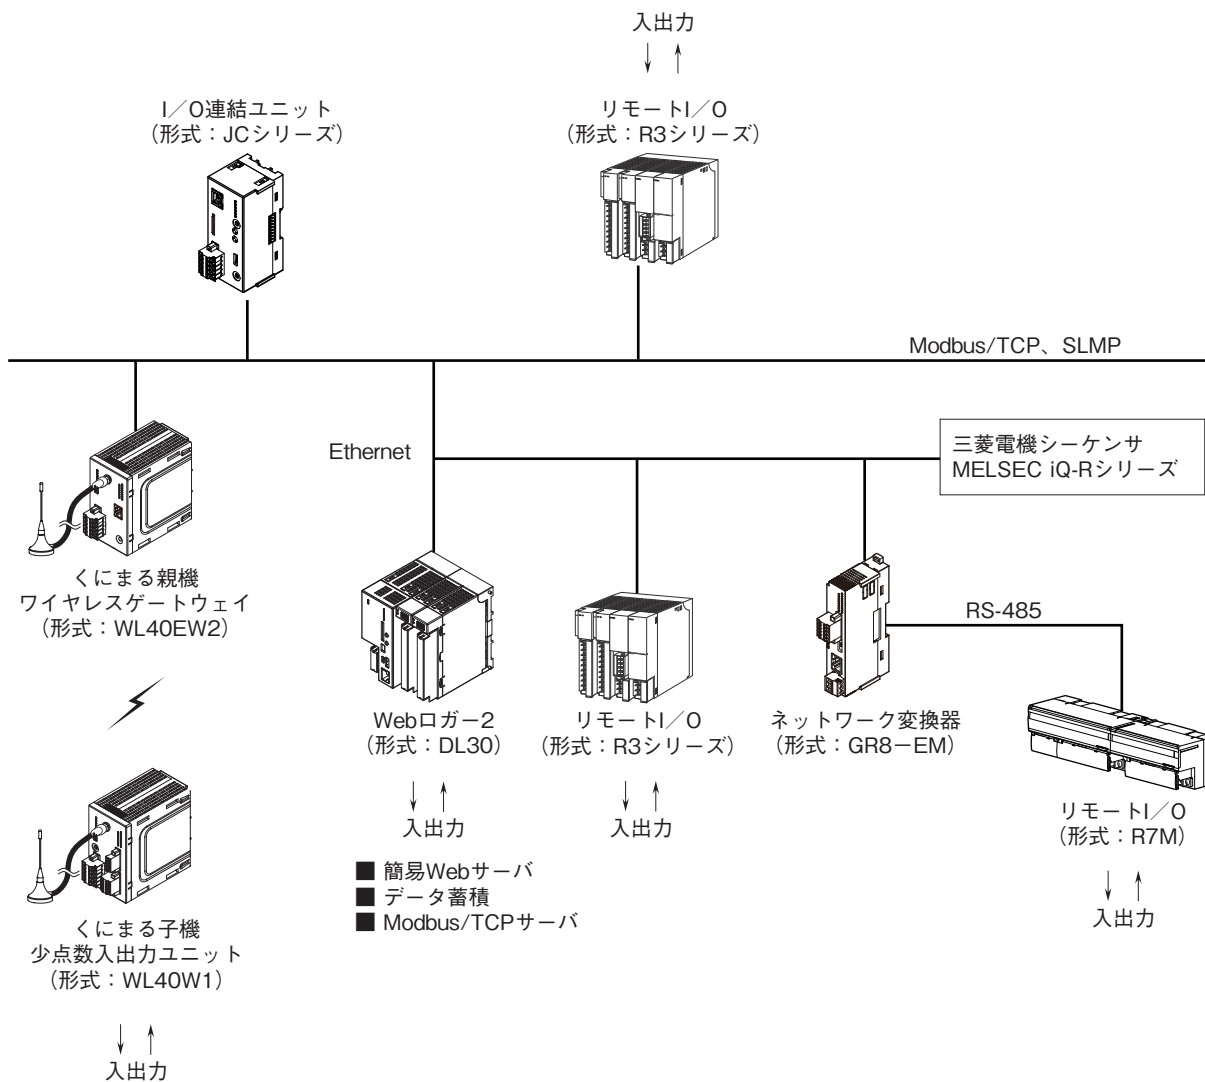 入出力
↓ ↑
I／O連結ユニット
（形式：JCシリーズ）
リモートI／O
（形式：R3シリーズ）
Modbus/TCP、SLMP
Ethernet
三菱電機シーケンサ
MELSEC iQ-Rシリーズ
くにまる親機
ワイヤレスゲートウェイ
（形式：WL40EW2）
RS-485
Webロガー2
（形式：DL30）
リモートI／O
（形式：R3シリーズ）
ネットワーク変換器
（形式：GR8－EM）
↓ ↑
入出力
↓ ↑
入出力
リモートI／O
（形式：R7M）
↓ ↑
入出力
■ 簡易Webサーバ
■ データ蓄積
■ Modbus/TCPサーバ
くにまる子機
少点数入出力ユニット
（形式：WL40W1）
↓ ↑
入出力